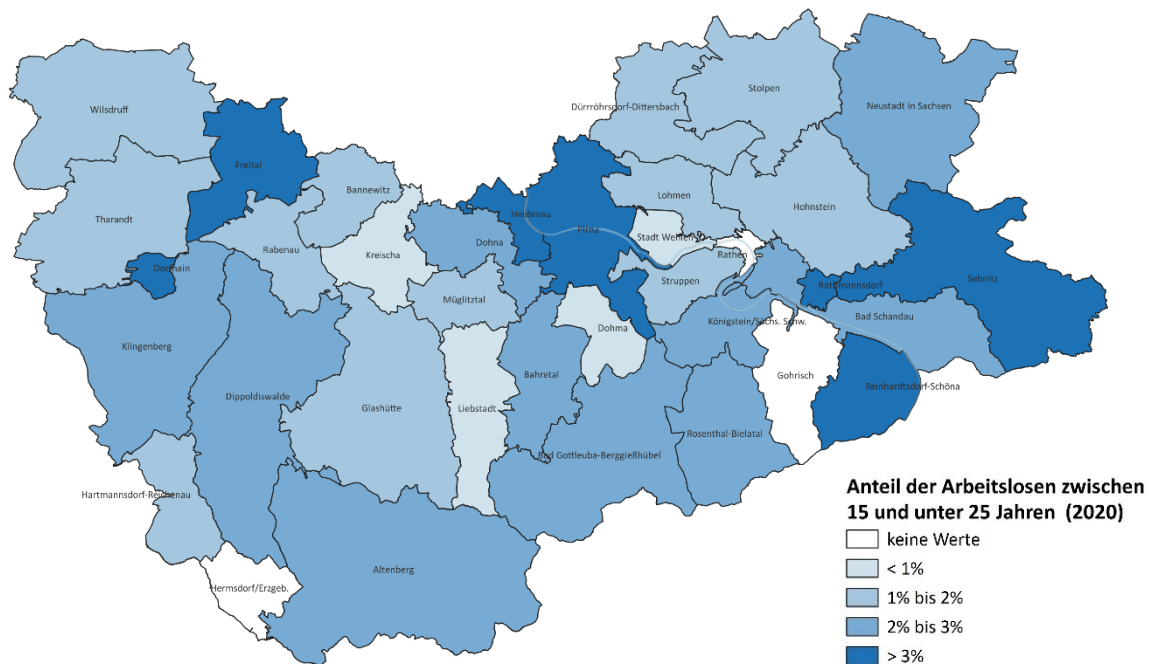 Wilsdruff
Stolpen
Dürrröhrsdorf-Dittersbach
Neustadt in Sachsen
Freital
Bannewitz
Lohmen
Hohnstein
Tharandt
Heidenau
Pirna
Stadt Wehlen
Rabenau
Dohna
Kreischa
Rathen
Dorfhain
Struppen
Rathmannsdorf
Sebnitz
Müglitztal
Bad Schandau
Königstein/Sächs. Schw.
Dohma
Klingenberg
Gohrisch
Bahretal
Reinhardtsdorf-Schöna
Dippoldiswalde
Glashütte
Liebstadt
Rosenthal-Bielatal
Bad Gottleuba-Berggießhübel
Hartmannsdorf-Reichenau
Altenberg
Hermsdorf/Erzgeb.
Anteil der Arbeitslosen zwischen
15 und unter 25 Jahren (2020)
keine Werte
< 1%
1% bis 2%
2% bis 3%
> 3%